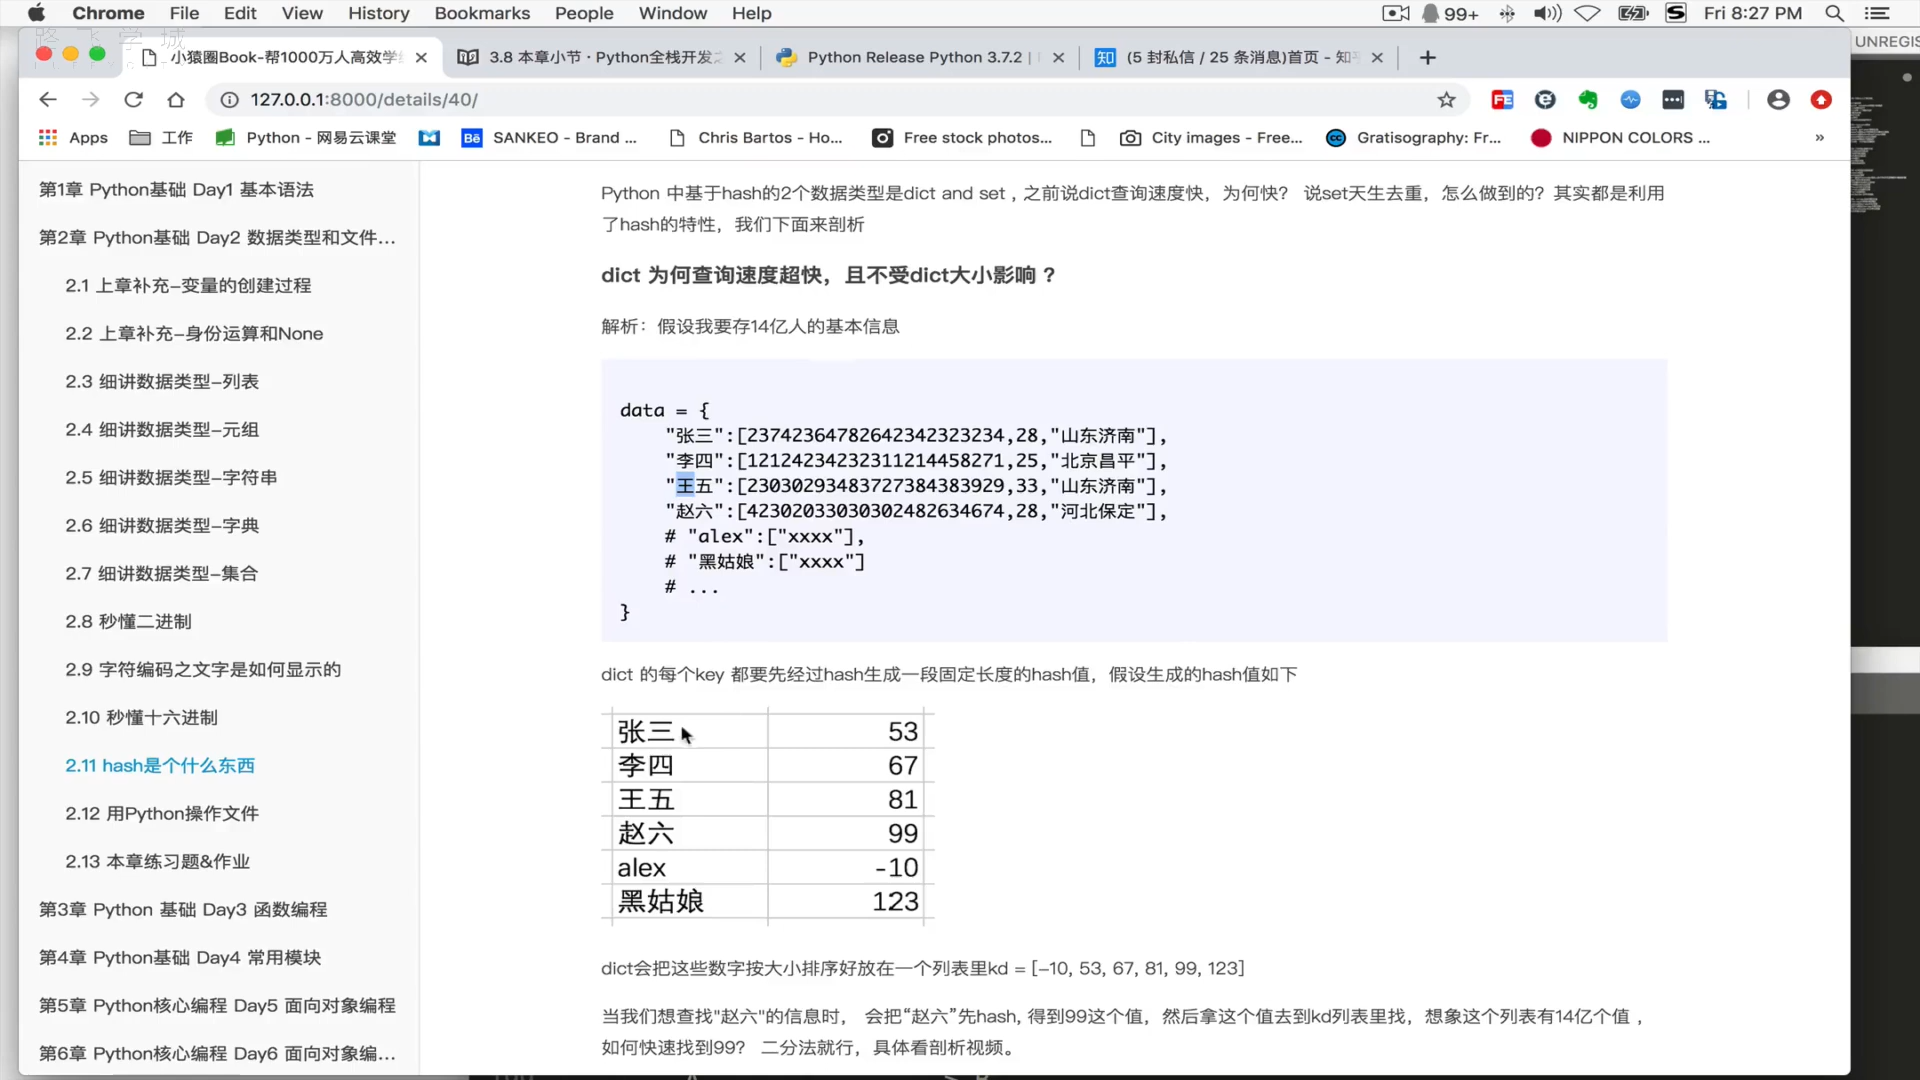 Chrome File Edit View History Bookmarks People Window Help 99+ Fri 8:27 PM
UNREGIS
路飞学城
小猿圈Book-帮1000万人高效学 3.8 本章小节 · Python全栈开发之 Python Release Python 3.7.2 | (5 封私信 / 25 条消息)首页 - 知乎
127.0.0.1:8000/details/40/
Apps 工作 Python - 网易云课堂 SANKEO - Brand ... Chris Bartos - Ho... Free stock photos... City images - Free... Gratisography: Fr... NIPPON COLORS ... »
第1章 Python基础 Day1 基本语法
第2章 Python基础 Day2 数据类型和文件...
2.1 上章补充-变量的创建过程
2.2 上章补充-身份运算和None
2.3 细讲数据类型-列表
2.4 细讲数据类型-元组
2.5 细讲数据类型-字符串
2.6 细讲数据类型-字典
2.7 细讲数据类型-集合
2.8 秒懂二进制
2.9 字符编码之文字是如何显示的
2.10 秒懂十六进制
2.11 hash是个什么东西
2.12 用Python操作文件
2.13 本章练习题&作业
第3章 Python 基础 Day3 函数编程
第4章 Python基础 Day4 常用模块
第5章 Python核心编程 Day5 面向对象编程
第6章 Python核心编程 Day6 面向对象编...
Python 中基于hash的2个数据类型是dict and set , 之前说dict查询速度快，为何快？ 说set天生去重，怎么做到的？其实都是利用
了hash的特性，我们下面来剖析
dict 为何查询速度超快，且不受dict大小影响？
解析：假设我要存14亿人的基本信息
data = {
"张三":[23742364782642342323234,28,"山东济南"],
"李四":[12124234232311214458271,25,"北京昌平"],
"王五":[23030293483727384383929,33,"山东济南"],
"赵六":[42302033030302482634674,28,"河北保定"],
# "alex":["xxxx"],
# "黑姑娘":["xxxx"]
# ...
}
dict 的每个key 都要先经过hash生成一段固定长度的hash值，假设生成的hash值如下
张三 53
李四 67
王五 81
赵六 99
alex -10
黑姑娘 123
dict会把这些数字按大小排序好放在一个列表里kd = [-10, 53, 67, 81, 99, 123]
当我们想查找"赵六"的信息时， 会把“赵六”先hash, 得到99这个值，然后拿这个值去到kd列表里找，想象这个列表有14亿个值，
如何快速找到99？ 二分法就行，具体看剖析视频。